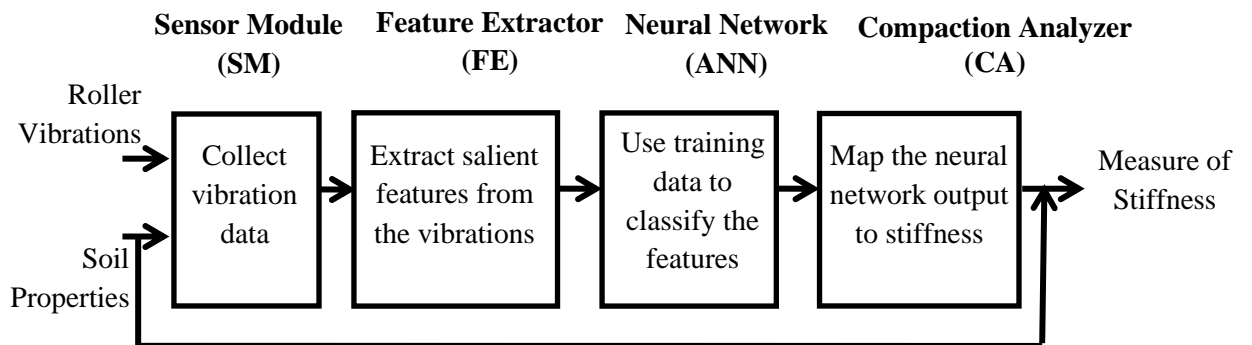 Sensor Module
(SM)
Feature Extractor
(FE)
Neural Network
(ANN)
Compaction Analyzer
(CA)
Roller
Vibrations
Soil
Properties
Collect
vibration
data
Extract salient
features from
the vibrations
Use training
data to
classify the
features
Map the neural
network output
to stiffness
Measure of
Stiffness